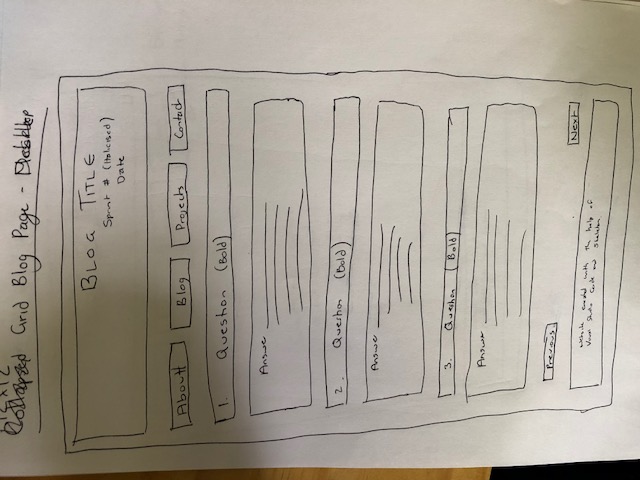 12x12
Grid Blog Page - Desktop
BLOG TITLE
Sprint # (Italicised)
Date
About
Blog
Projects
Contact
1. Question (Bold)
Answer
2. Question (Bold)
Answer
3. Question (Bold)
Answer
Previous
Next
Website created with the help of
Visual Studio Code and Skeleton